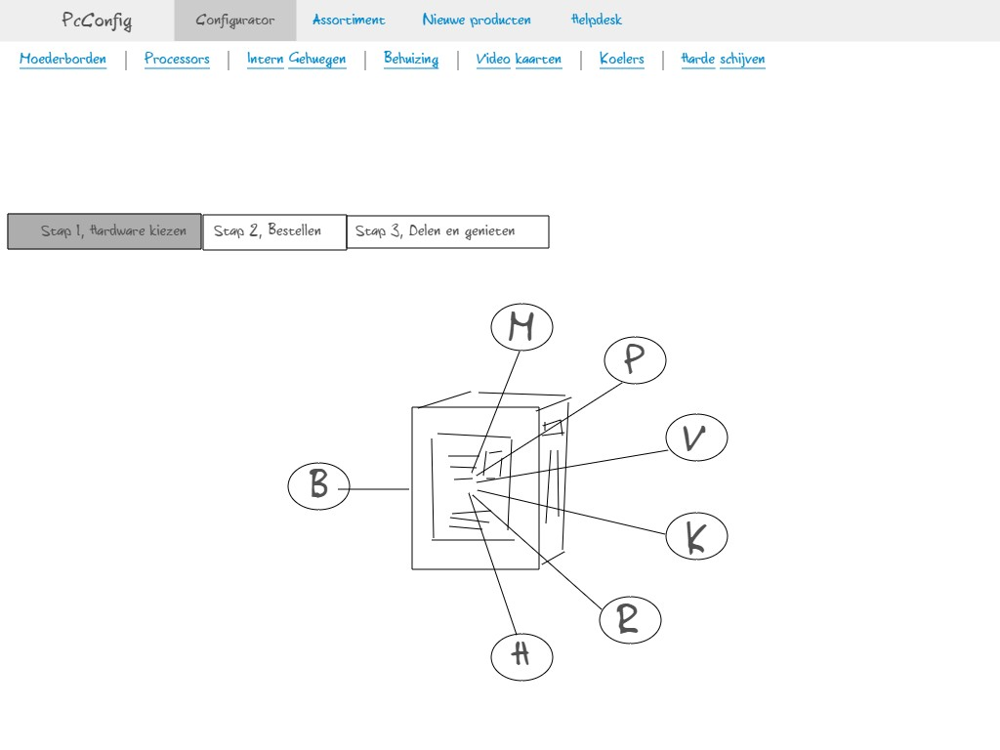 PcConfig Configurator Assortiment Nieuwe producten Helpdesk
Moederborden | Processors | Intern Gehuegen | Behuizing | Video kaarten | Koelers | Harde schijven
Stap 1, Hardware kiezen Stap 2, Bestellen Stap 3, Delen en genieten
M
P
V
B
K
R
H